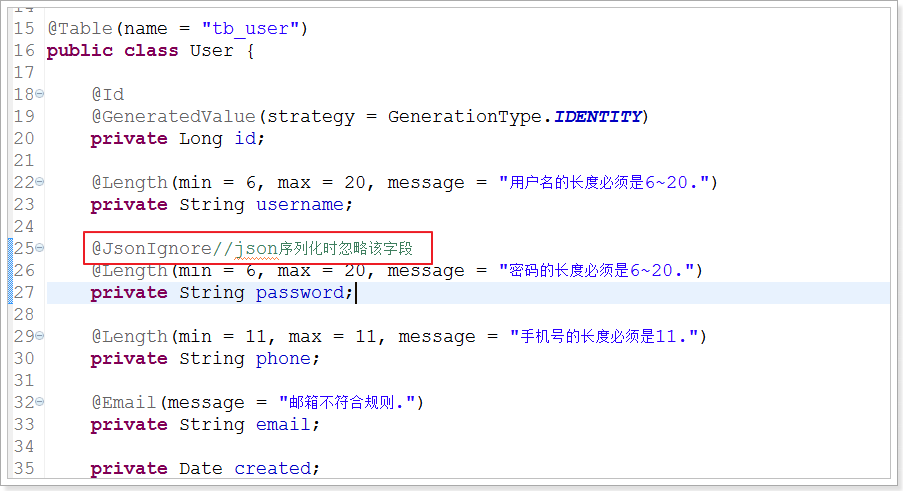 14
15 @Table(name = "tb_user")
16 public class User {
17
18 @Id
19 @GeneratedValue(strategy = GenerationType.IDENTITY)
20 private Long id;
21
22 @Length(min = 6, max = 20, message = "用户名的长度必须是6~20.")
23 private String username;
24
25 @JsonIgnore//json序列化时忽略该字段
26 @Length(min = 6, max = 20, message = "密码的长度必须是6~20.")
27 private String password;
28
29 @Length(min = 11, max = 11, message = "手机号的长度必须是11.")
30 private String phone;
31
32 @Email(message = "邮箱不符合规则.")
33 private String email;
34
35 private Date created;